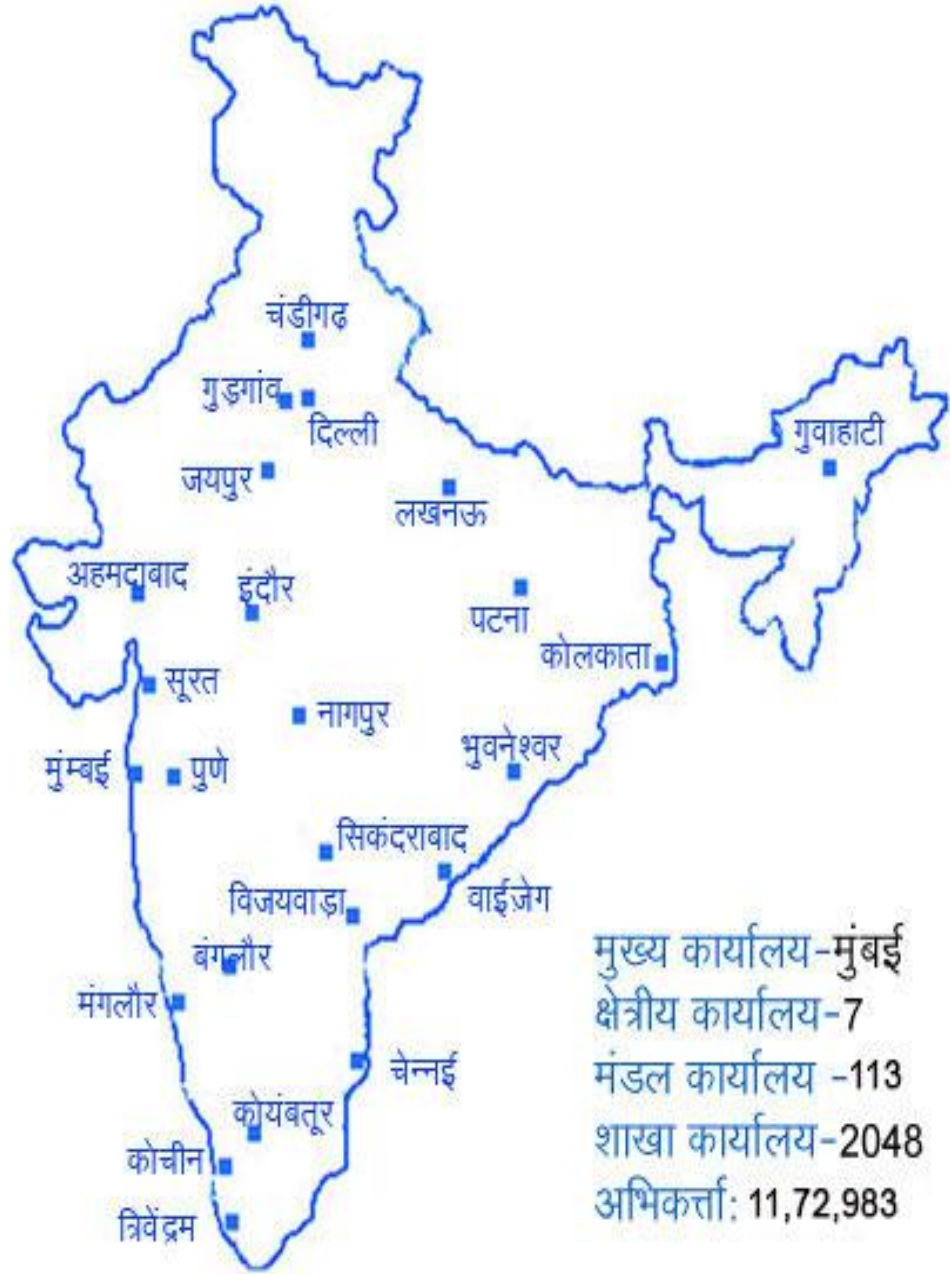 चंडीगढ
गुड़गांव
दिल्ली
गुवाहाटी
जयपुर
लखनऊ
अहमदाबाद
इंदौर
पटना
कोलकाता
सूरत
नागपुर
भुवनेश्वर
मुंम्बई
पुणे
सिकंदराबाद
वाईज़ेग
विजयवाड़ा
बंगलौर
मंगलौर
चेन्नई
कोयंबतूर
कोचीन
त्रिवेंद्रम
मुख्य कार्यालय-मुंबई
क्षेत्रीय कार्यालय-7
मंडल कार्यालय -113
शाखा कार्यालय-2048
अभिकर्त्ता: 11,72,983